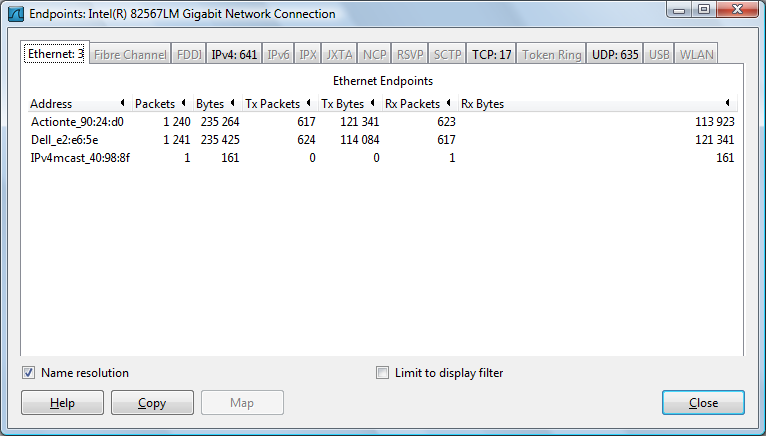 Endpoints: Intel(R) 82567LM Gigabit Network Connection
Ethernet: 3 Fibre Channel FDDI IPv4: 641 IPv6 IPX JXTA NCP RSVP SCTP TCP: 17 Token Ring UDP: 635 USB WLAN
Ethernet Endpoints
Address Packets Bytes Tx Packets Tx Bytes Rx Packets Rx Bytes
Actionte_90:24:d0 1 240 235 264 617 121 341 623 113 923
Dell_e2:e6:5e 1 241 235 425 624 114 084 617 121 341
IPv4mcast_40:98:8f 1 161 0 0 1 161
Name resolution Limit to display filter
Help Copy Map Close